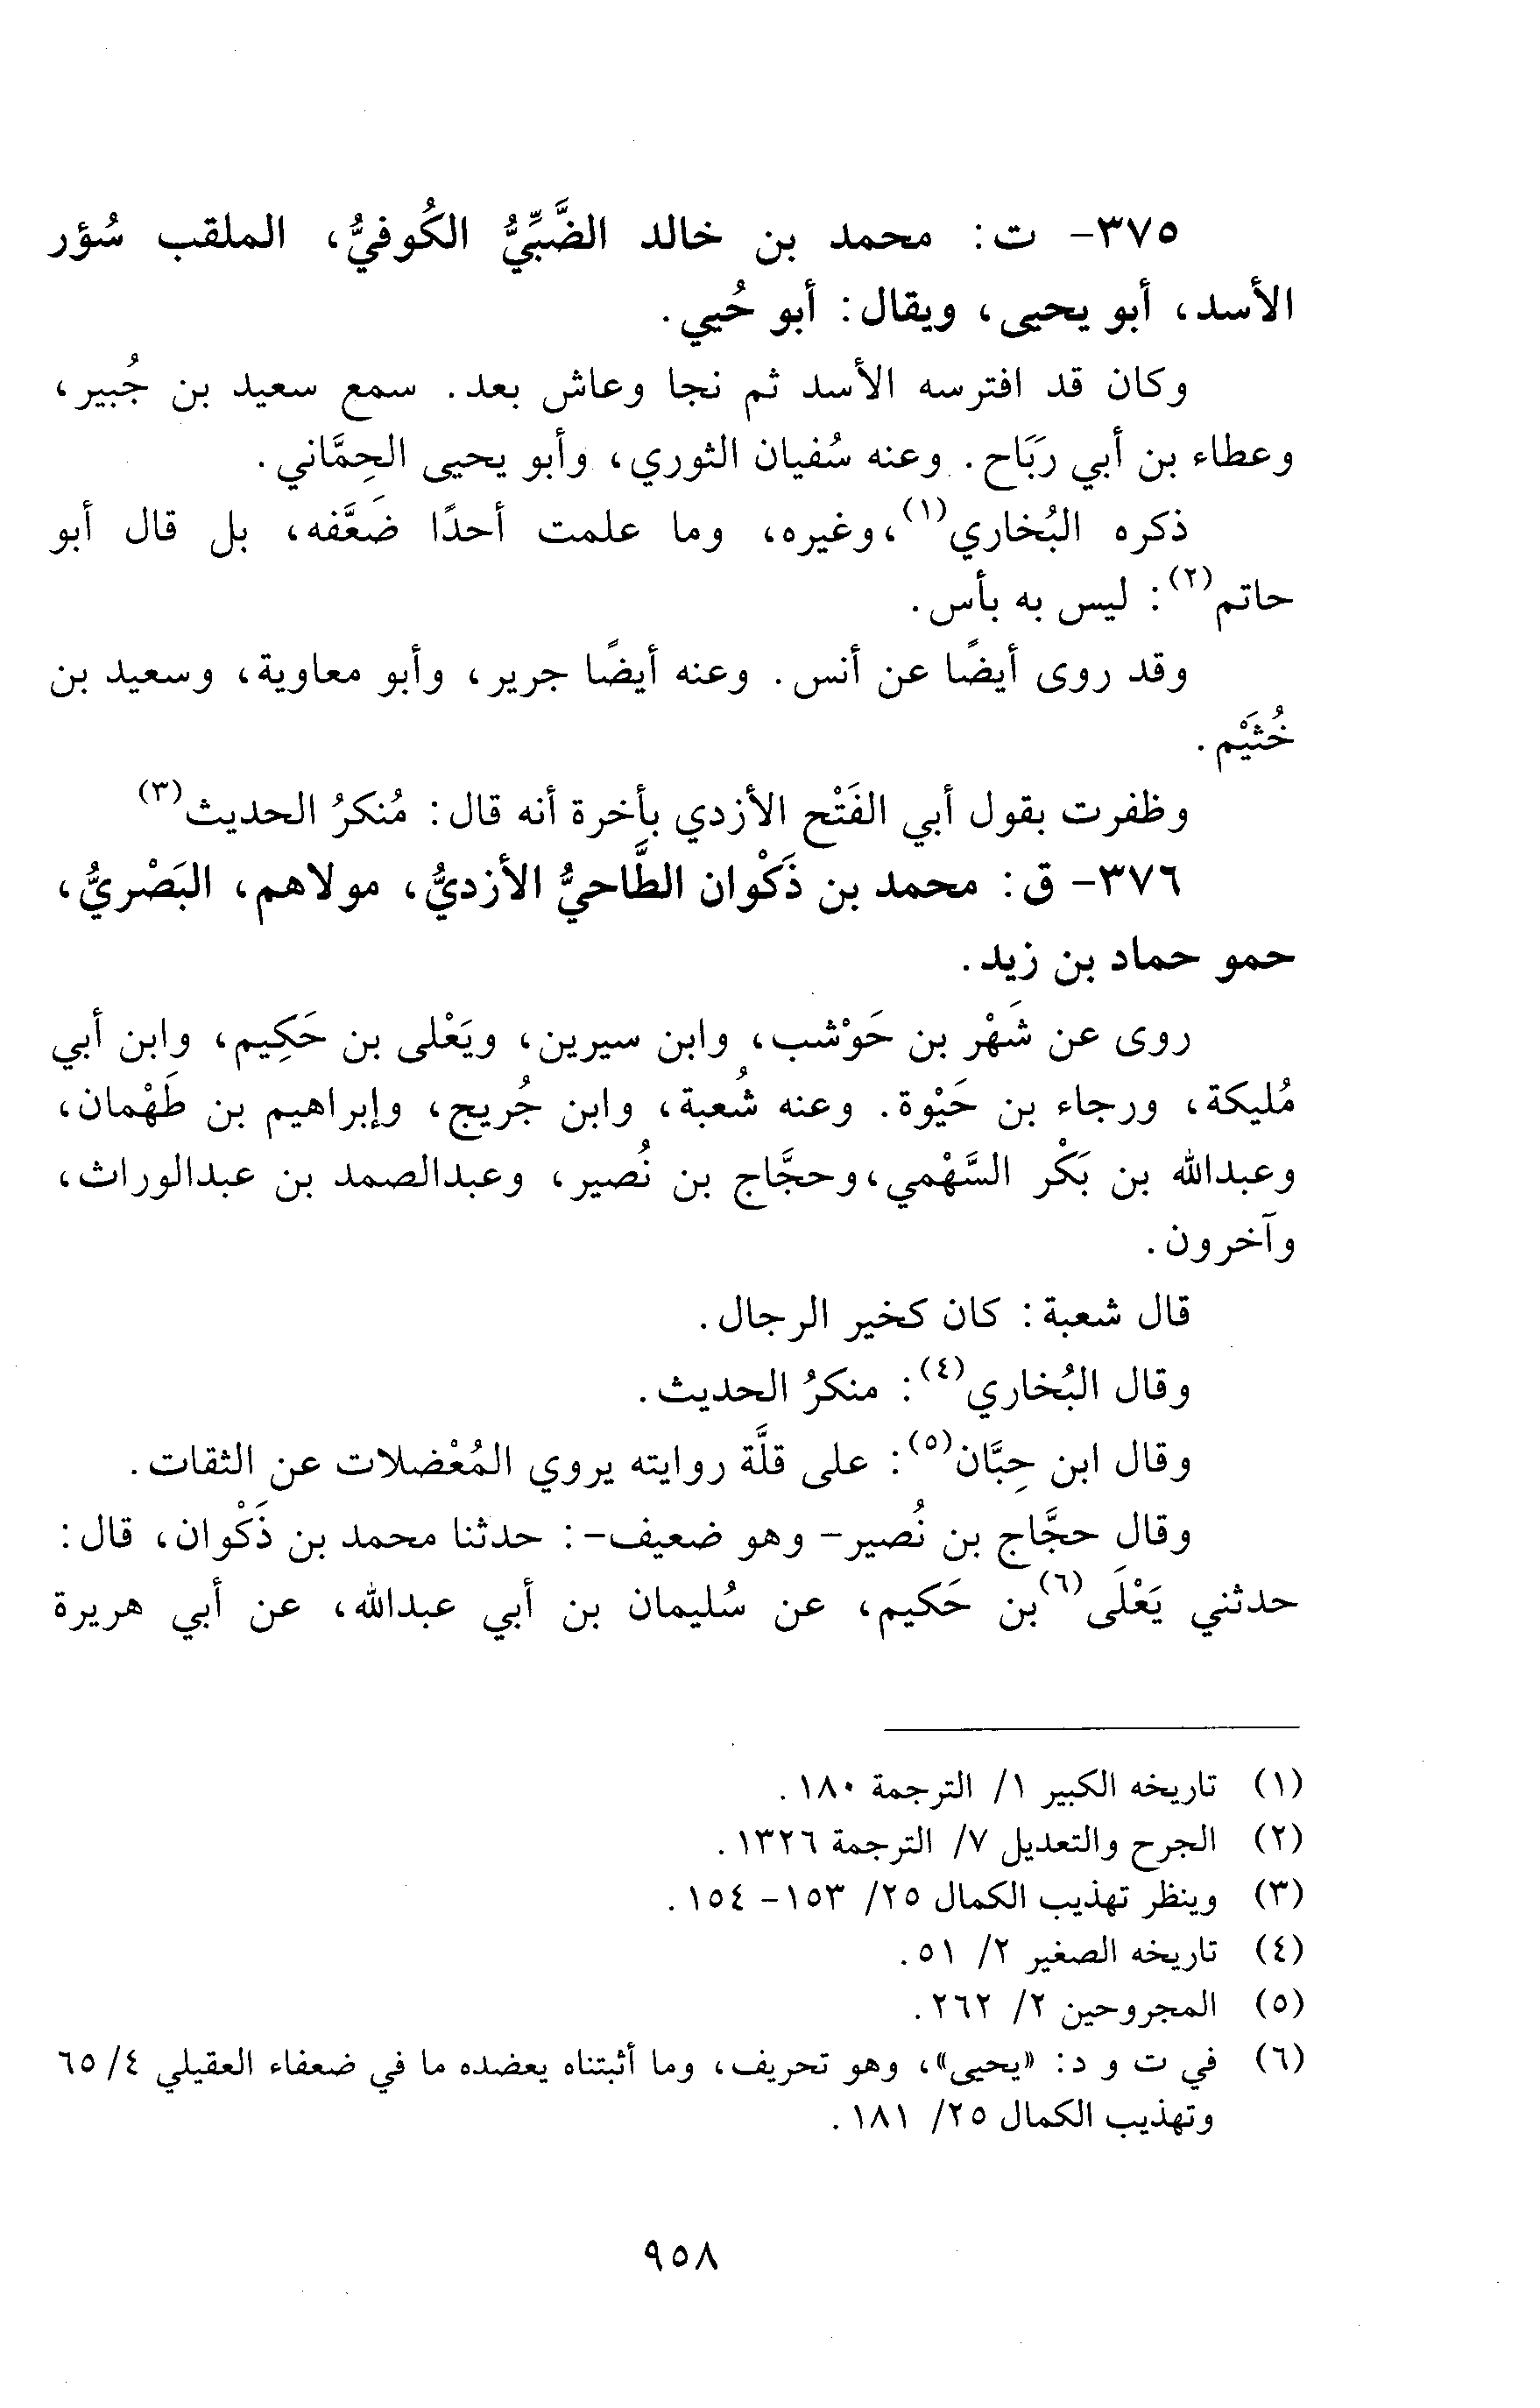 ٣٧٥- ت: محمد بن خالد الضَّبِّيُّ الكُوفيُّ، الملقب سُؤر
الأسد، أبو يحيى، ويقال: أبو حُيي.
وكان قد افترسه الأسد ثم نجا وعاش بعد. سمع سعيد بن جُبير،
وعطاء بن أبي رَبَاح. وعنه سُفيان الثوري، وأبو يحيى الحِمَّاني.
ذكره البُخاري(١)، وغيره، وما علمت أحدًا ضَعَّفه، بل قال أبو
حاتم(٢): ليس به بأس.
وقد روى أيضًا عن أنس. وعنه أيضًا جرير، وأبو معاوية، وسعيد بن
خُثَيْم.
وظفرت بقول أبي الفَتْح الأزدي بأخرة أنه قال: مُنكرُ الحديث(٣)
٣٧٦- ق: محمد بن ذَكْوان الطَّاحيُّ الأزديُّ، مولاهم، البَصْريُّ،
حمو حماد بن زيد.
روى عن شَهْر بن حَوْشب، وابن سيرين، ويَعْلى بن حَكِيم، وابن أبي
مُليكة، ورجاء بن حَيْوة. وعنه شُعبة، وابن جُريج، وإبراهيم بن طَهْمان،
وعبدالله بن بَكْر السَّهْمي، وحجَّاج بن نُصير، وعبدالصمد بن عبدالوراث،
وآخرون.
قال شعبة: كان كخير الرجال.
وقال البُخاري(٤): منكرُ الحديث.
وقال ابن حِبَّان(٥): على قلَّة روايته يروي المُعْضلات عن الثقات.
وقال حجَّاج بن نُصير- وهو ضعيف-: حدثنا محمد بن ذَكْوان، قال:
حدثني يَعْلَى(٦) بن حَكيم، عن سُليمان بن أبي عبدالله، عن أبي هريرة
(١) تاريخه الكبير ١/ الترجمة ١٨٠.
(٢) الجرح والتعديل ٧/ الترجمة ١٣٢٦.
(٣) وينظر تهذيب الكمال ٢٥/ ١٥٣- ١٥٤.
(٤) تاريخه الصغير ٢/ ٥١.
(٥) المجروحين ٢/ ٢٦٢.
(٦) في ت و د: «يحيى»، وهو تحريف، وما أثبتناه يعضده ما في ضعفاء العقيلي ٤/ ٦٥
وتهذيب الكمال ٢٥/ ١٨١.
٩٥٨